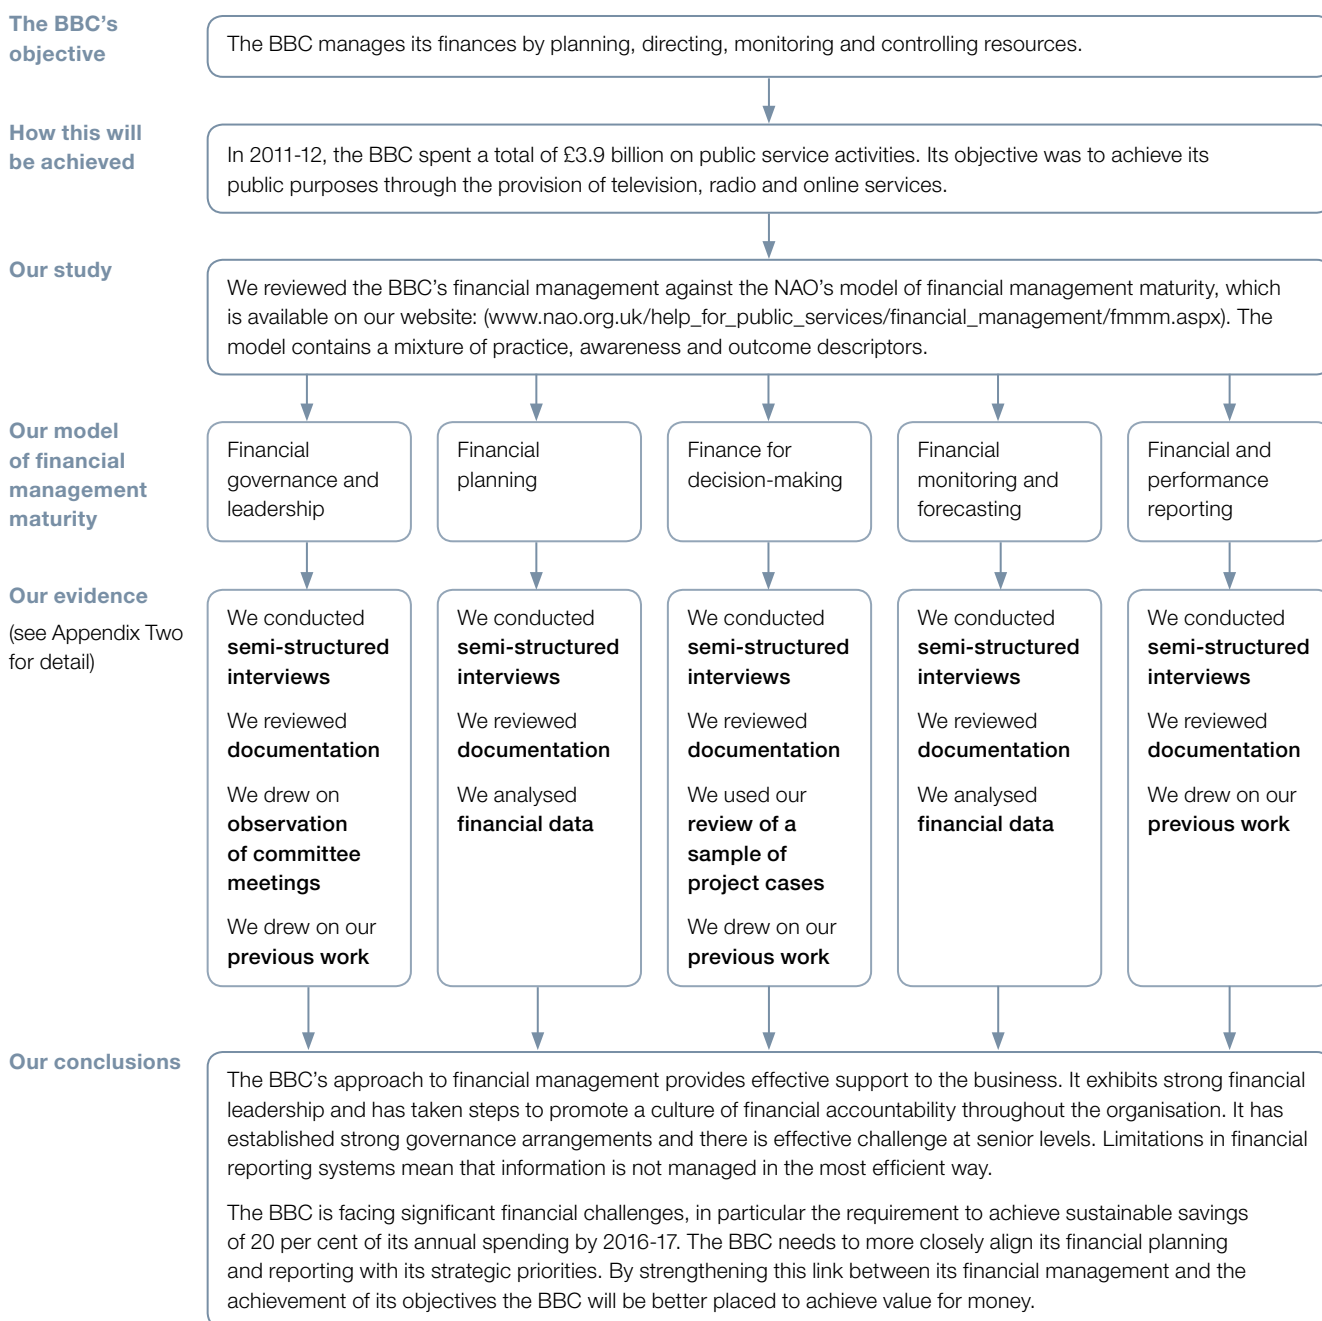 The BBC's
objective
The BBC manages its finances by planning, directing, monitoring and controlling resources.
How this will
be achieved
In 2011-12, the BBC spent a total of £3.9 billion on public service activities. Its objective was to achieve its
public purposes through the provision of television, radio and online services.
Our study
We reviewed the BBC's financial management against the NAO's model of financial management maturity, which
is available on our website: (www.nao.org.uk/help_for_public_services/financial_management/fmmm.aspx). The
model contains a mixture of practice, awareness and outcome descriptors.
Our model
of financial
management
maturity
Financial
governance and
leadership
Financial
planning
Finance for
decision-making
Financial
monitoring and
forecasting
Financial and
performance
reporting
Our evidence
(see Appendix Two
for detail)
We conducted
semi-structured
interviews
We reviewed
documentation
We drew on
observation
of committee
meetings
We drew on our
previous work
We conducted
semi-structured
interviews
We reviewed
documentation
We analysed
financial data
We conducted
semi-structured
interviews
We reviewed
documentation
We used our
review of a
sample of
project cases
We drew on our
previous work
We conducted
semi-structured
interviews
We reviewed
documentation
We analysed
financial data
We conducted
semi-structured
interviews
We reviewed
documentation
We drew on our
previous work
Our conclusions
The BBC's approach to financial management provides effective support to the business. It exhibits strong financial
leadership and has taken steps to promote a culture of financial accountability throughout the organisation. It has
established strong governance arrangements and there is effective challenge at senior levels. Limitations in financial
reporting systems mean that information is not managed in the most efficient way.
The BBC is facing significant financial challenges, in particular the requirement to achieve sustainable savings
of 20 per cent of its annual spending by 2016-17. The BBC needs to more closely align its financial planning
and reporting with its strategic priorities. By strengthening this link between its financial management and the
achievement of its objectives the BBC will be better placed to achieve value for money.